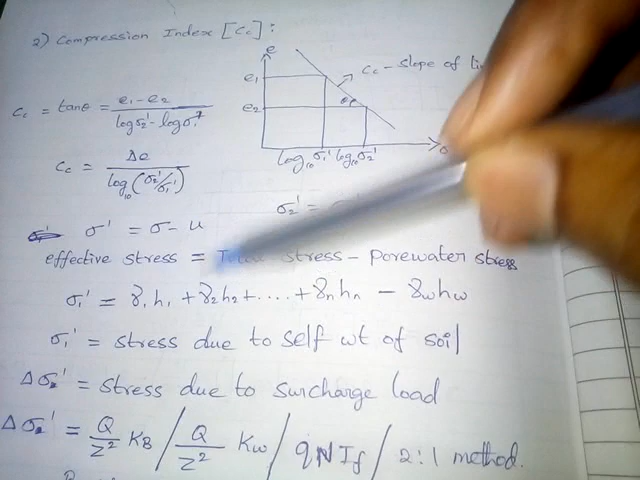 2) Compression Index [Cc] :
e
Cc - slope of
e1
e2
θ
log10 σ1' log10 σ2'
Cc = tanθ = e1 - e2 / logσ2' - logσ1'
Cc = Δe / log10 (σ2'/σ1')
σ2' =
σ' = σ - u
effective stress = Total stress - porewater stress
σ1' = γ1h1 + γ2h2 + .... + γnhn - γwhw
σ1' = stress due to self wt of soil
Δσ2' = stress due to surcharge load
Δσ2' = Q/Z² KB / Q/Z² Kw / qNIf / 2:1 method.